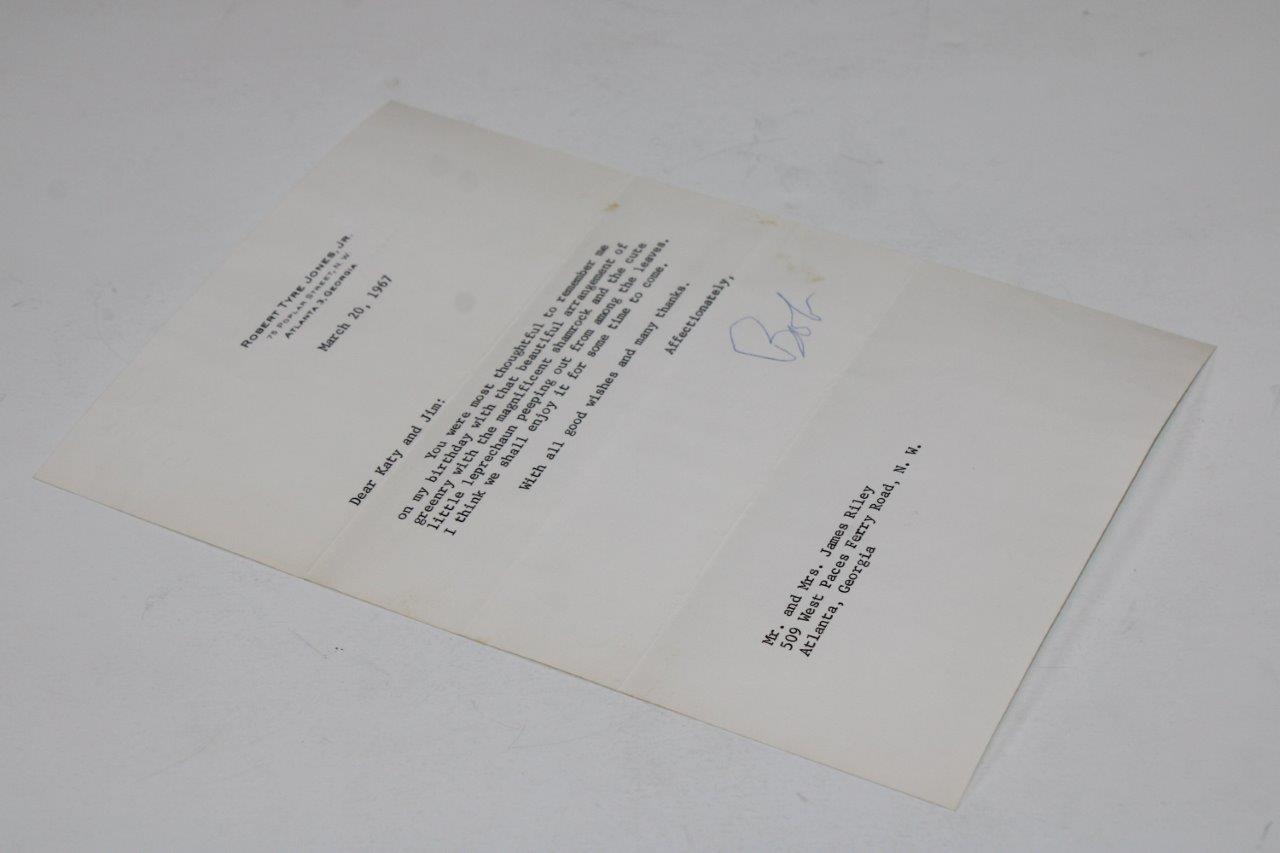 ROBERT TYRE JONES, JR.
75 POPLAR STREET, N. W.
ATLANTA 3, GEORGIA
March 20, 1967
Dear Katy and Jim:
You were most thoughtful to remember me
on my birthday with that beautiful arrangement of
greenry with the magnificent shamrock and the cute
little leprechaun peeping out from among the leaves.
I think we shall enjoy it for some time to come.
With all good wishes and many thanks.
Affectionately,
Bob
Mr. and Mrs. James Riley
509 West Paces Ferry Road, N. W.
Atlanta, Georgia